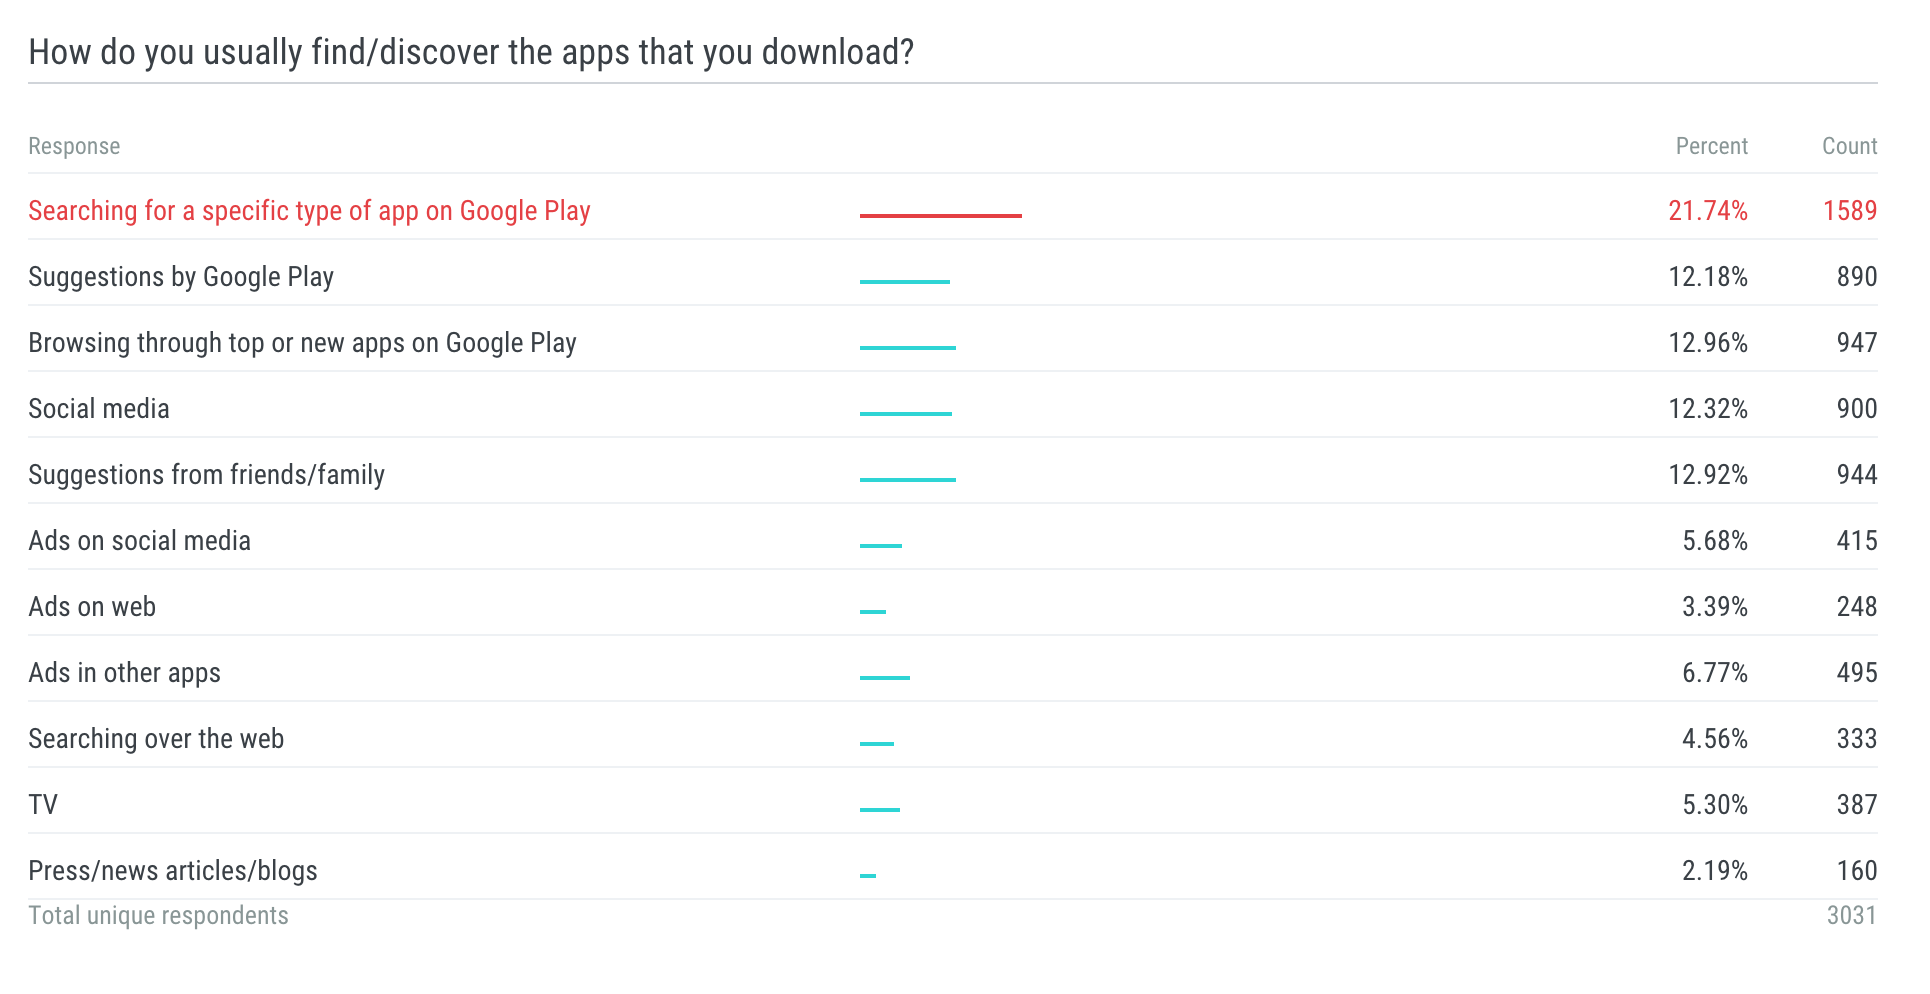 How do you usually find/discover the apps that you download?
Response Percent Count
Searching for a specific type of app on Google Play 21.74% 1589
Suggestions by Google Play 12.18% 890
Browsing through top or new apps on Google Play 12.96% 947
Social media 12.32% 900
Suggestions from friends/family 12.92% 944
Ads on social media 5.68% 415
Ads on web 3.39% 248
Ads in other apps 6.77% 495
Searching over the web 4.56% 333
TV 5.30% 387
Press/news articles/blogs 2.19% 160
Total unique respondents 3031